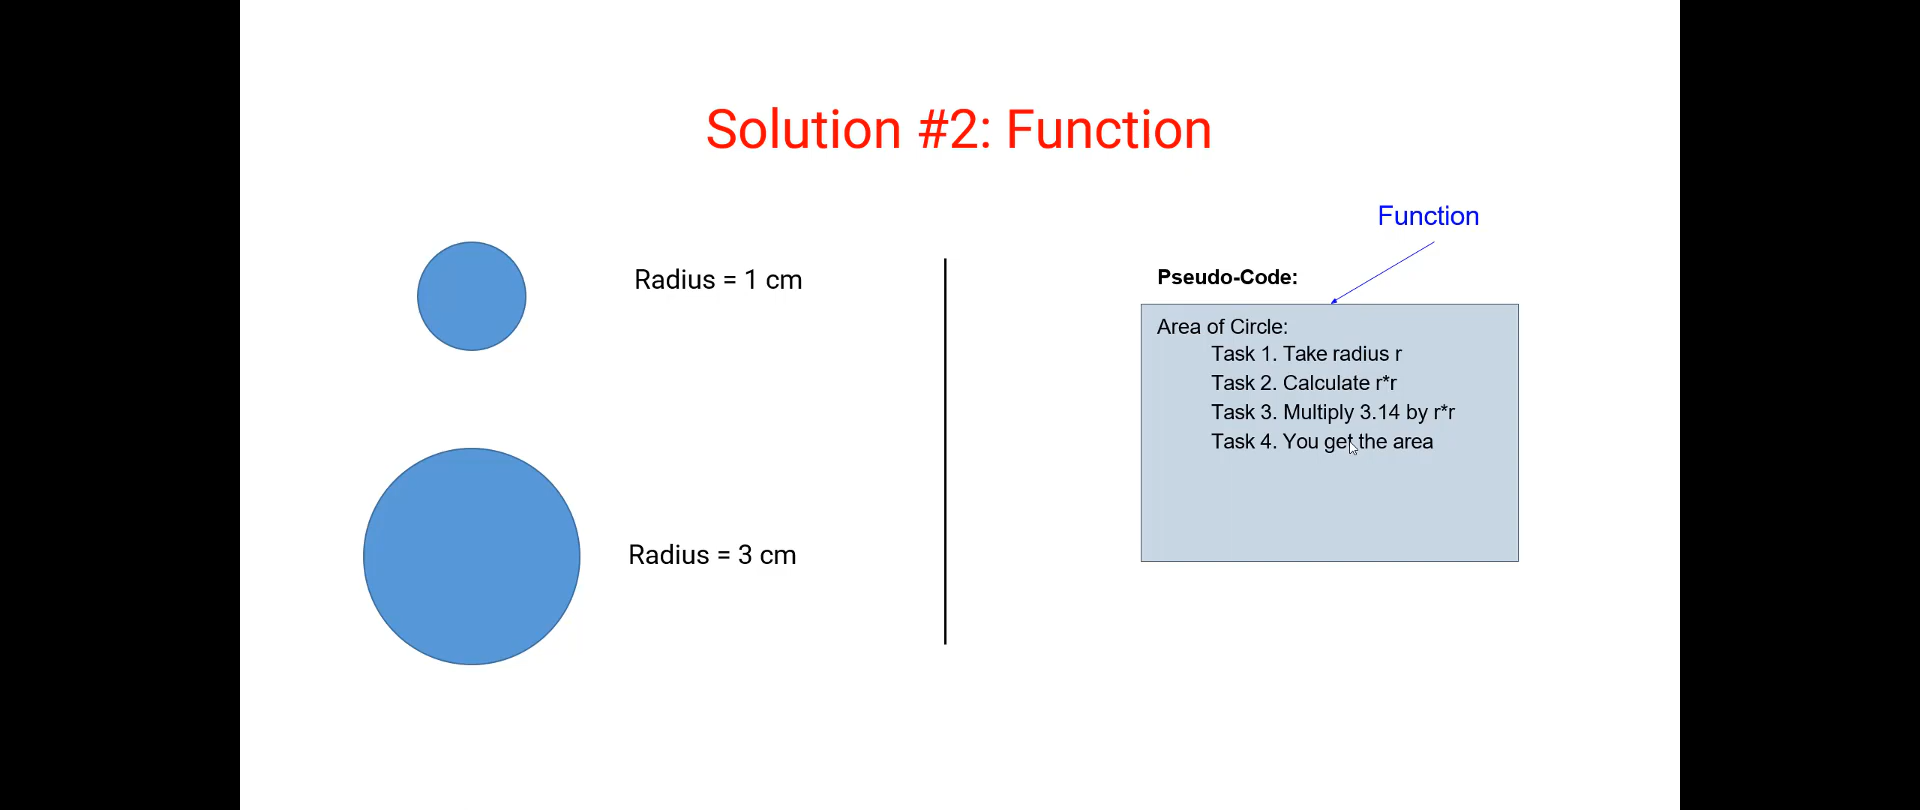 Solution #2: Function
Radius = 1 cm
Radius = 3 cm
Function
Pseudo-Code:
Area of Circle:
Task 1. Take radius r
Task 2. Calculate r*r
Task 3. Multiply 3.14 by r*r
Task 4. You get the area